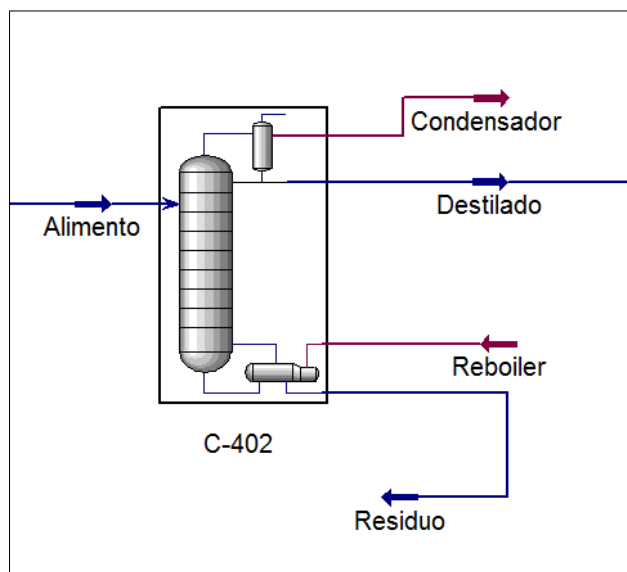 Condensador
Alimento
Destilado
Reboiler
C-402
Residuo